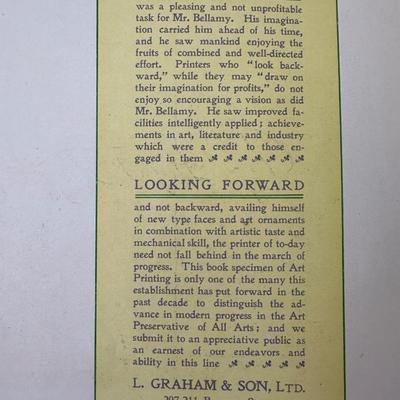 was a pleasing and not unprofitable
task for Mr. Bellamy. His imagina-
tion carried him ahead of his time,
and he saw mankind enjoying the
fruits of combined and well-directed
effort. Printers who "look back-
ward," while they may "draw on
their imagination for profits," do not
enjoy so encouraging a vision as did
Mr. Bellamy. He saw improved fa-
cilities intelligently applied; achieve-
ments in art, literature and industry
which were a credit to those en-
gaged in them
LOOKING FORWARD
and not backward, availing himself
of new type faces and art ornaments
in combination with artistic taste and
mechanical skill, the printer of to-day
need not fall behind in the march of
progress. This book specimen of Art
Printing is only one of the many this
establishment has put forward in the
past decade to distinguish the ad-
vance in modern progress in the Art
Preservative of All Arts; and we
submit it to an appreciative public as
an earnest of our endeavors and
ability in this line
L. GRAHAM & SON, LTD.